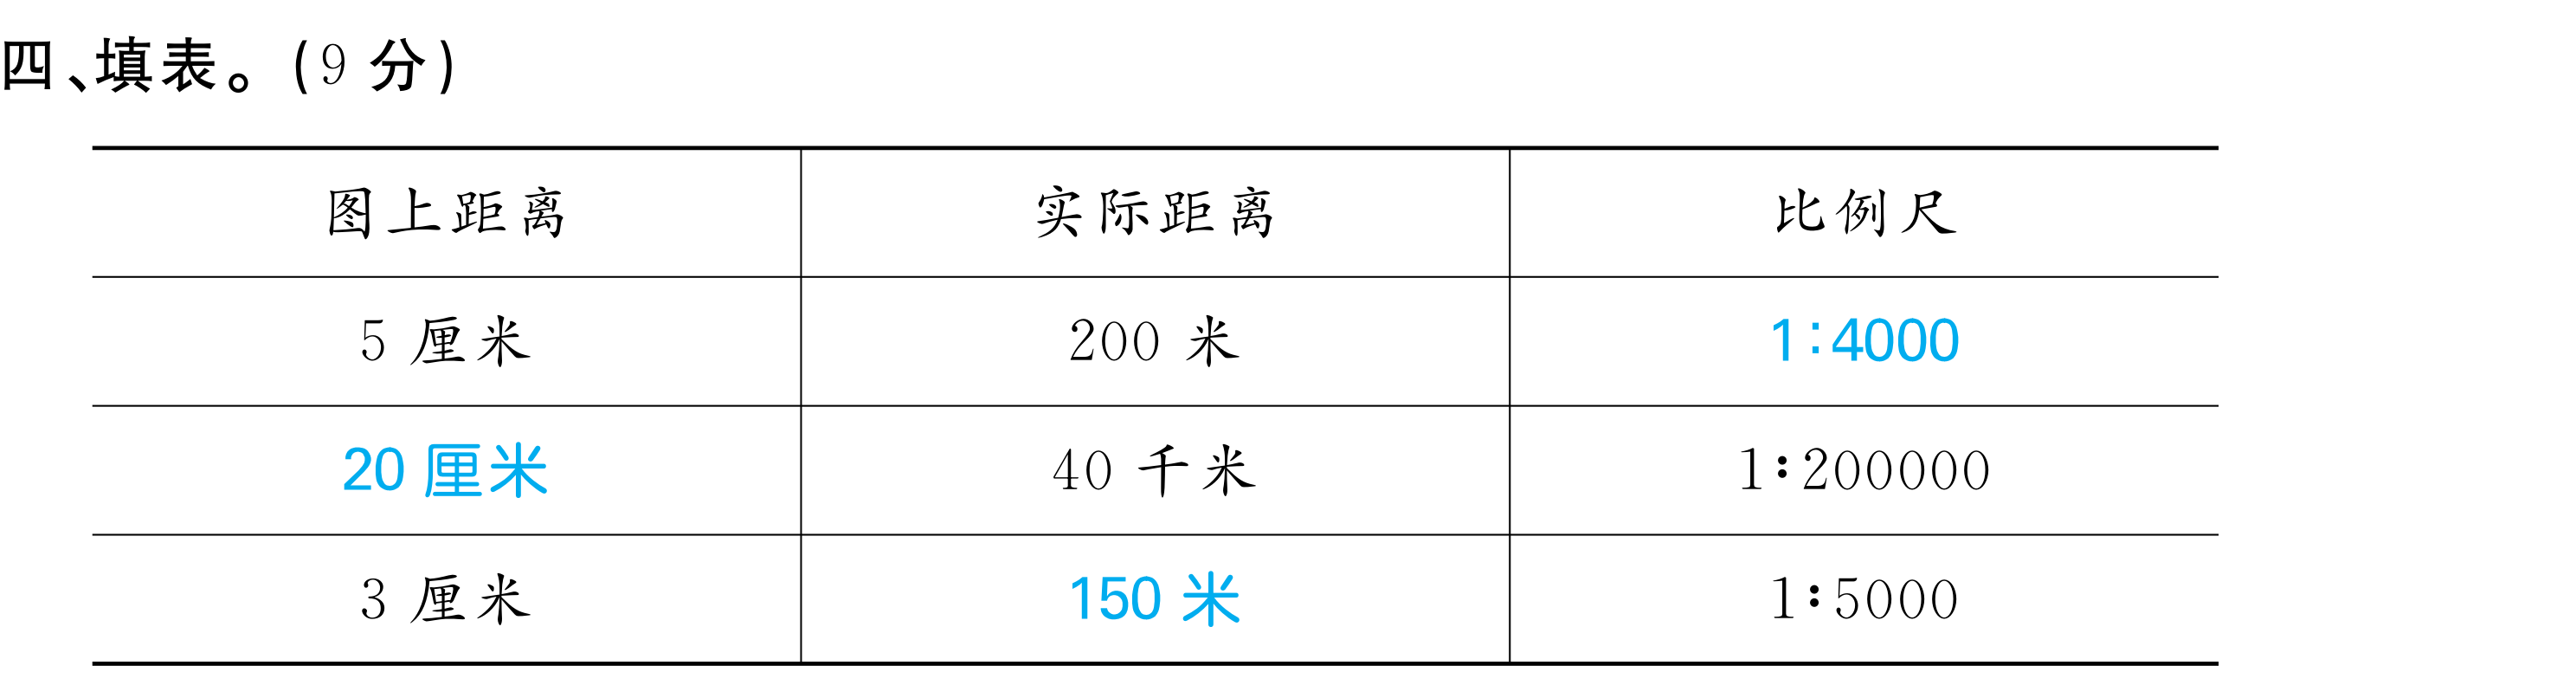 四、填表。(9 分)
图上距离 实际距离 比例尺
5 厘米 200 米 1∶4000
20 厘米 40 千米 1∶200000
3 厘米 150 米 1∶5000